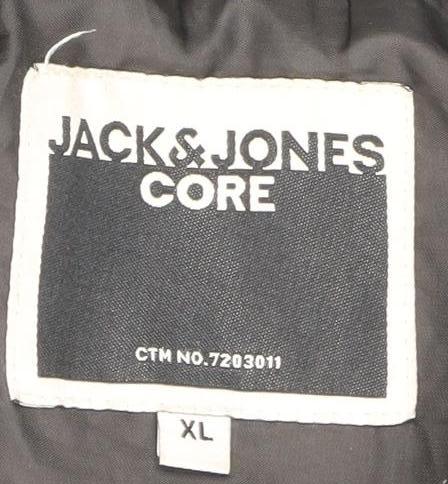 JACK&JONES
CORE
CTM NO.7203011
XL